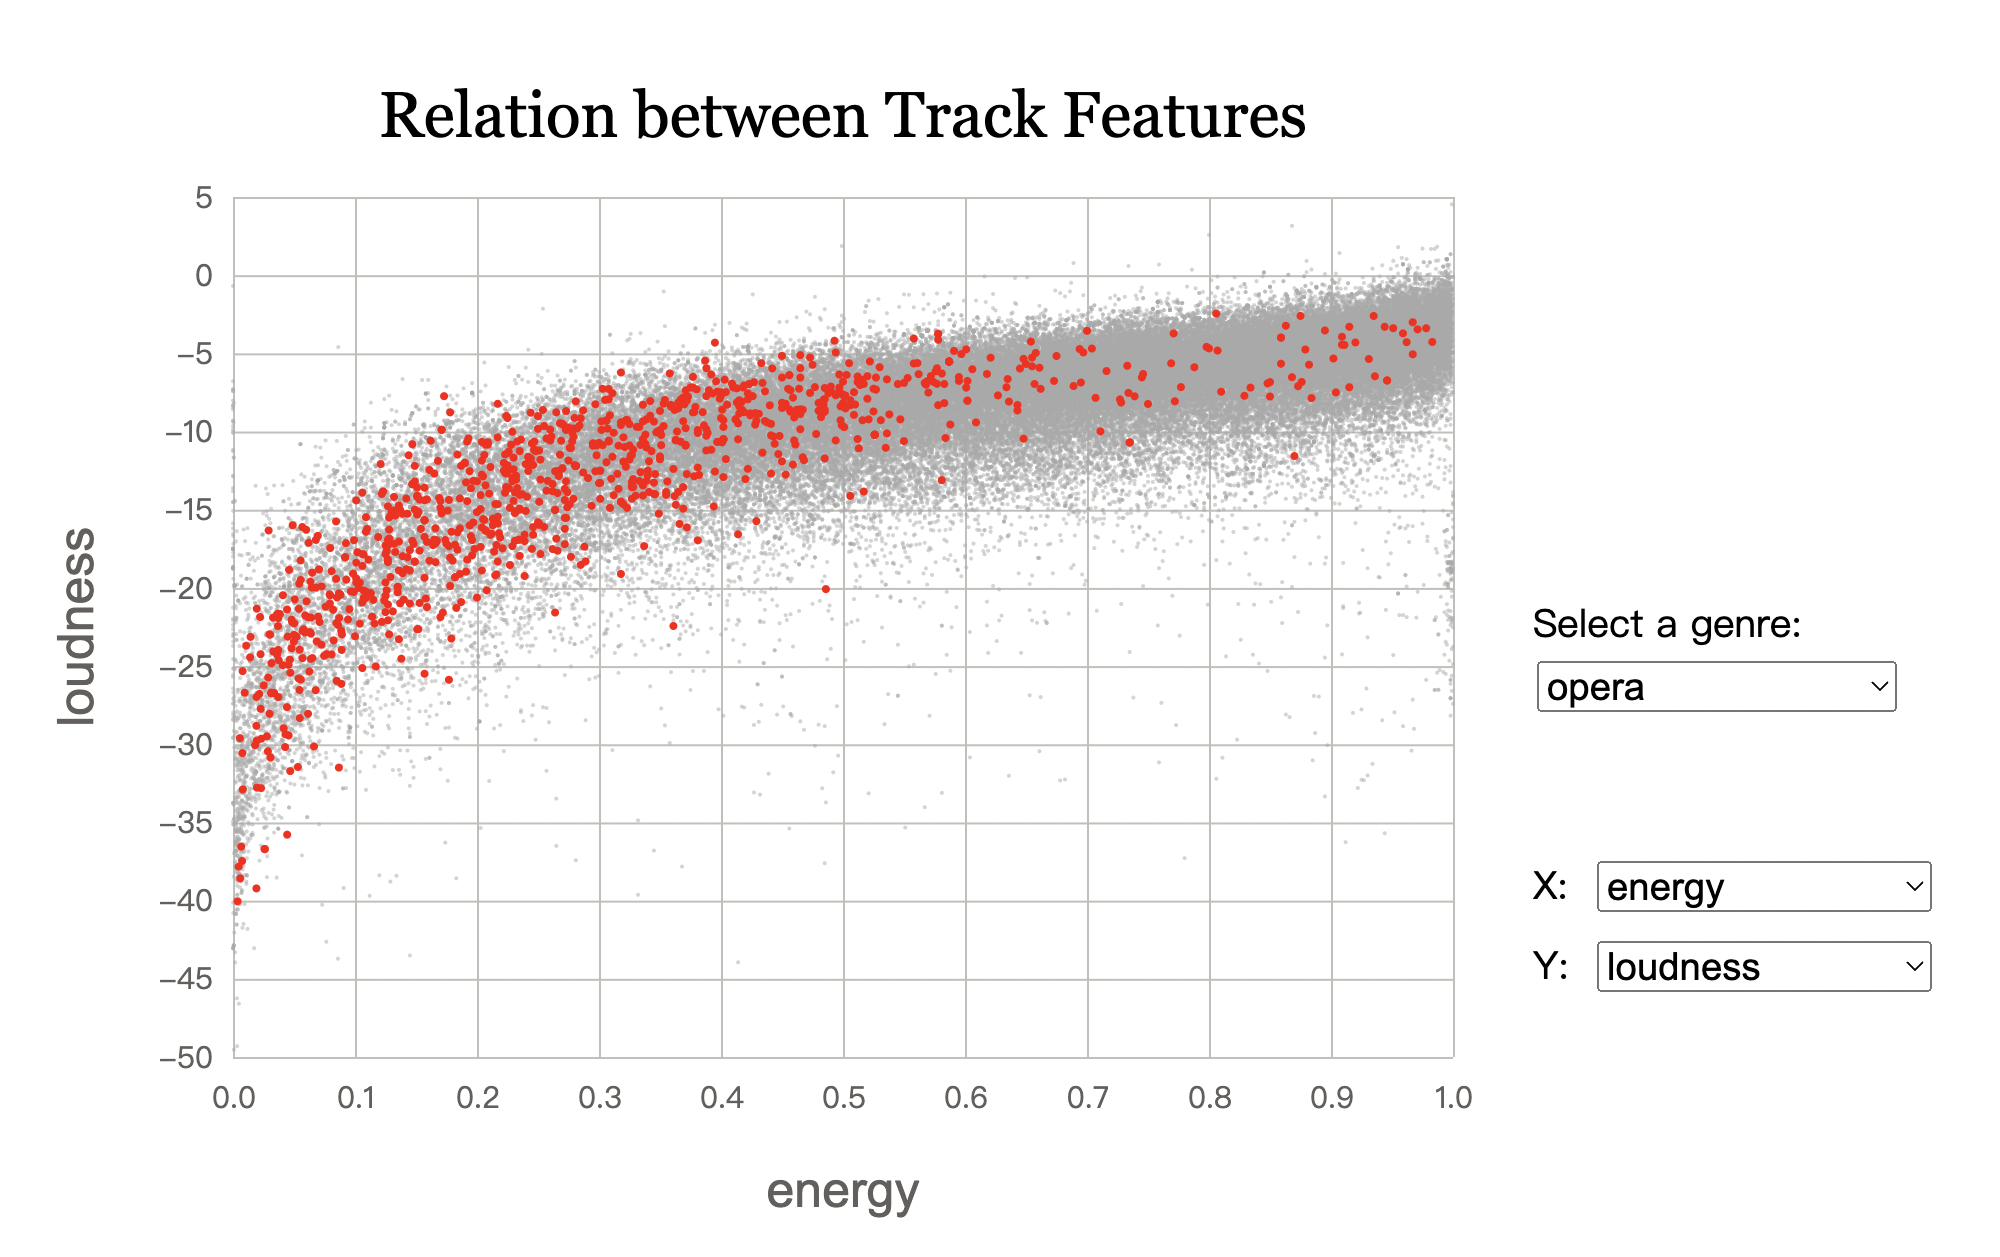 Relation between Track Features
loudness
5
0
−5
−10
−15
−20
−25
−30
−35
−40
−45
−50
0.0 0.1 0.2 0.3 0.4 0.5 0.6 0.7 0.8 0.9 1.0
energy
Select a genre:
opera
X: energy
Y: loudness